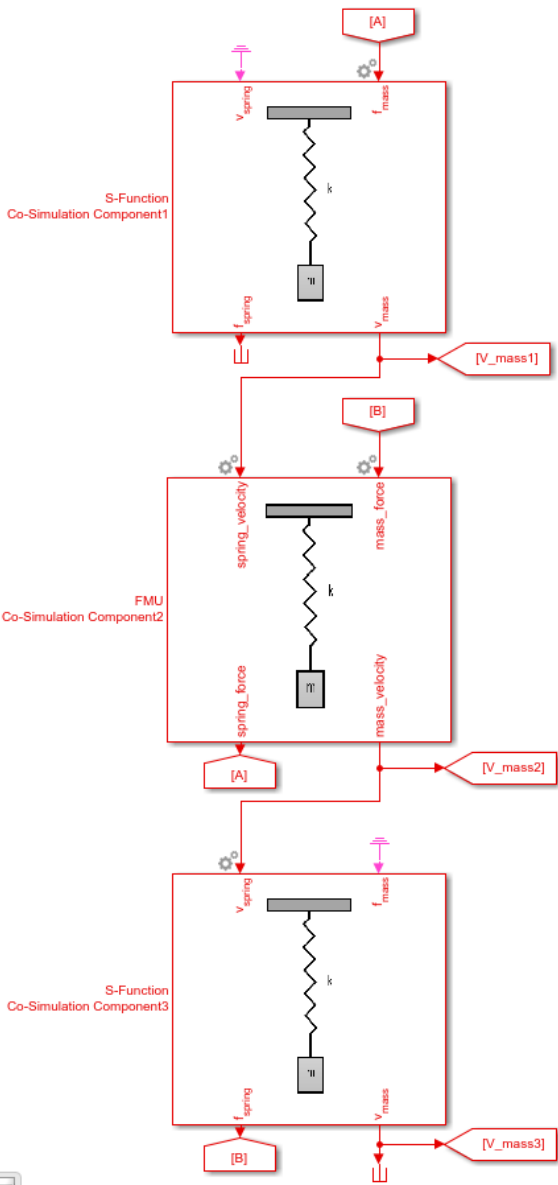 [A]
v_spring
f_mass
k
S-Function
Co-Simulation Component1
m
f_spring
v_mass
[V_mass1]
[B]
spring_velocity
mass_force
k
FMU
Co-Simulation Component2
m
spring_force
mass_velocity
[A]
[V_mass2]
v_spring
f_mass
k
S-Function
Co-Simulation Component3
m
f_spring
v_mass
[B]
[V_mass3]